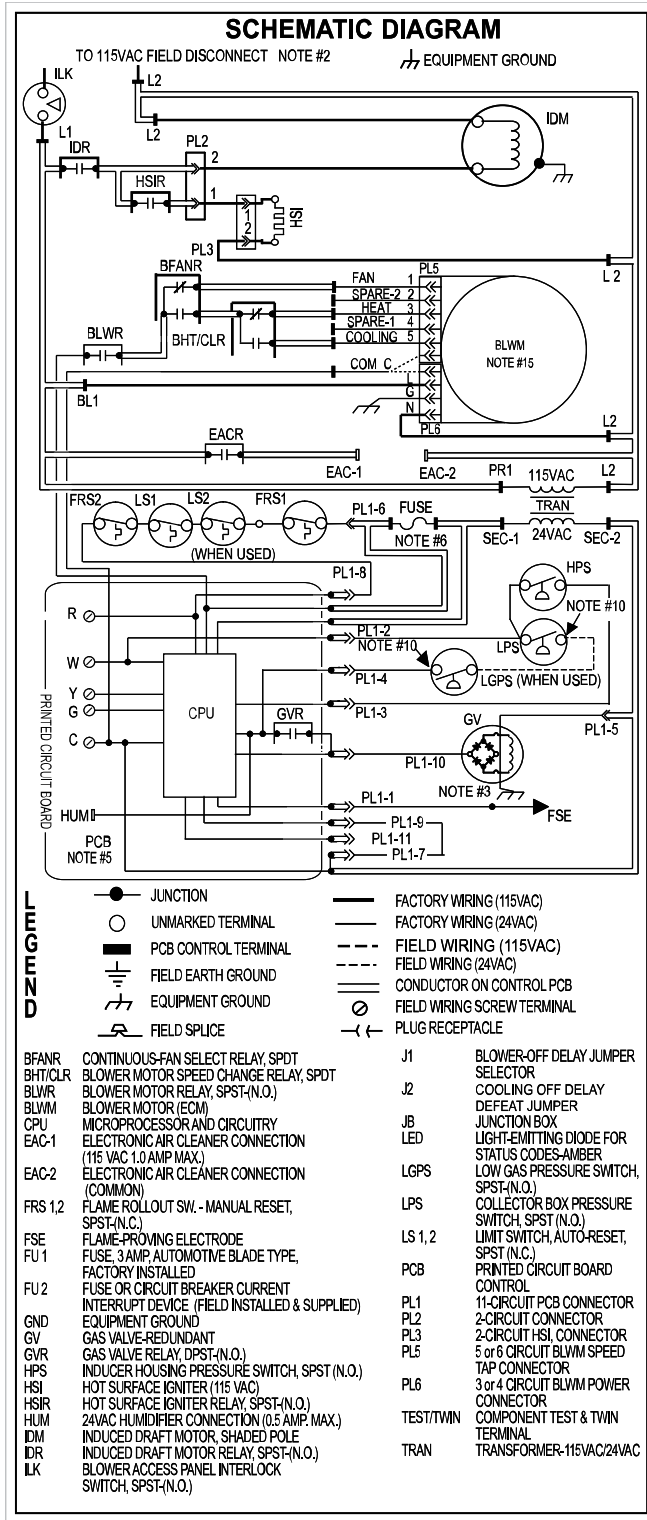 SCHEMATIC DIAGRAM
TO 115VAC FIELD DISCONNECT NOTE #2
EQUIPMENT GROUND
ILK
L2
L2
L1
IDM
IDR
PL2
2
HSIR
1
1
2
HSI
PL3
L 2
BFANR
PL5
FAN 1
SPARE-2 2
HEAT 3
SPARE-1 4
COOLING 5
BHT/CLR
BLWR
BLWM
NOTE #15
COM C
L
BL1
G
N
PL6
L2
EACR
EAC-1
EAC-2
PR1
115VAC
L2
TRAN
24VAC
SEC-1
SEC-2
FRS2
LS1
LS2
FRS1
PL1-6
FUSE
NOTE #6
(WHEN USED)
PL1-8
HPS
NOTE #10
R
PL1-2
NOTE #10
LPS
W
PL1-4
LGPS (WHEN USED)
Y
G
CPU
PL1-3
GV
PL1-5
C
GVR
PL1-10
NOTE #3
PRINTED CIRCUIT BOARD
PL1-1
FSE
HUM
PL1-9
PCB
NOTE #5
PL1-11
PL1-7
LEGEND
JUNCTION
UNMARKED TERMINAL
PCB CONTROL TERMINAL
FIELD EARTH GROUND
EQUIPMENT GROUND
FIELD SPLICE
FACTORY WIRING (115VAC)
FACTORY WIRING (24VAC)
FIELD WIRING (115VAC)
FIELD WIRING (24VAC)
CONDUCTOR ON CONTROL PCB
FIELD WIRING SCREW TERMINAL
PLUG RECEPTACLE
BFANR CONTINUOUS-FAN SELECT RELAY, SPDT
BHT/CLR BLOWER MOTOR SPEED CHANGE RELAY, SPDT
BLWR BLOWER MOTOR RELAY, SPST-(N.O.)
BLWM BLOWER MOTOR (ECM)
CPU MICROPROCESSOR AND CIRCUITRY
EAC-1 ELECTRONIC AIR CLEANER CONNECTION
(115 VAC 1.0 AMP MAX.)
EAC-2 ELECTRONIC AIR CLEANER CONNECTION
(COMMON)
FRS 1,2 FLAME ROLLOUT SW. - MANUAL RESET,
SPST-(N.C.)
FSE FLAME-PROVING ELECTRODE
FU 1 FUSE, 3 AMP, AUTOMOTIVE BLADE TYPE,
FACTORY INSTALLED
FU 2 FUSE OR CIRCUIT BREAKER CURRENT
INTERRUPT DEVICE (FIELD INSTALLED & SUPPLIED)
GND EQUIPMENT GROUND
GV GAS VALVE-REDUNDANT
GVR GAS VALVE RELAY, DPST-(N.O.)
HPS INDUCER HOUSING PRESSURE SWITCH, SPST (N.O.)
HSI HOT SURFACE IGNITER (115 VAC)
HSIR HOT SURFACE IGNITER RELAY, SPST-(N.O.)
HUM 24VAC HUMIDIFIER CONNECTION (0.5 AMP. MAX.)
IDM INDUCED DRAFT MOTOR, SHADED POLE
IDR INDUCED DRAFT MOTOR RELAY, SPST-(N.O.)
ILK BLOWER ACCESS PANEL INTERLOCK
SWITCH, SPST-(N.O.)
J1 BLOWER-OFF DELAY JUMPER
SELECTOR
J2 COOLING OFF DELAY
DEFEAT JUMPER
JB JUNCTION BOX
LED LIGHT-EMITTING DIODE FOR
STATUS CODES-AMBER
LGPS LOW GAS PRESSURE SWITCH,
SPST-(N.O.)
LPS COLLECTOR BOX PRESSURE
SWITCH, SPST (N.O.)
LS 1, 2 LIMIT SWITCH, AUTO-RESET,
SPST (N.C.)
PCB PRINTED CIRCUIT BOARD
CONTROL
PL1 11-CIRCUIT PCB CONNECTOR
PL2 2-CIRCUIT CONNECTOR
PL3 2-CIRCUIT HSI, CONNECTOR
PL5 5 or 6 CIRCUIT BLWM SPEED
TAP CONNECTOR
PL6 3 or 4 CIRCUIT BLWM POWER
CONNECTOR
TEST/TWIN COMPONENT TEST & TWIN
TERMINAL
TRAN TRANSFORMER-115VAC/24VAC